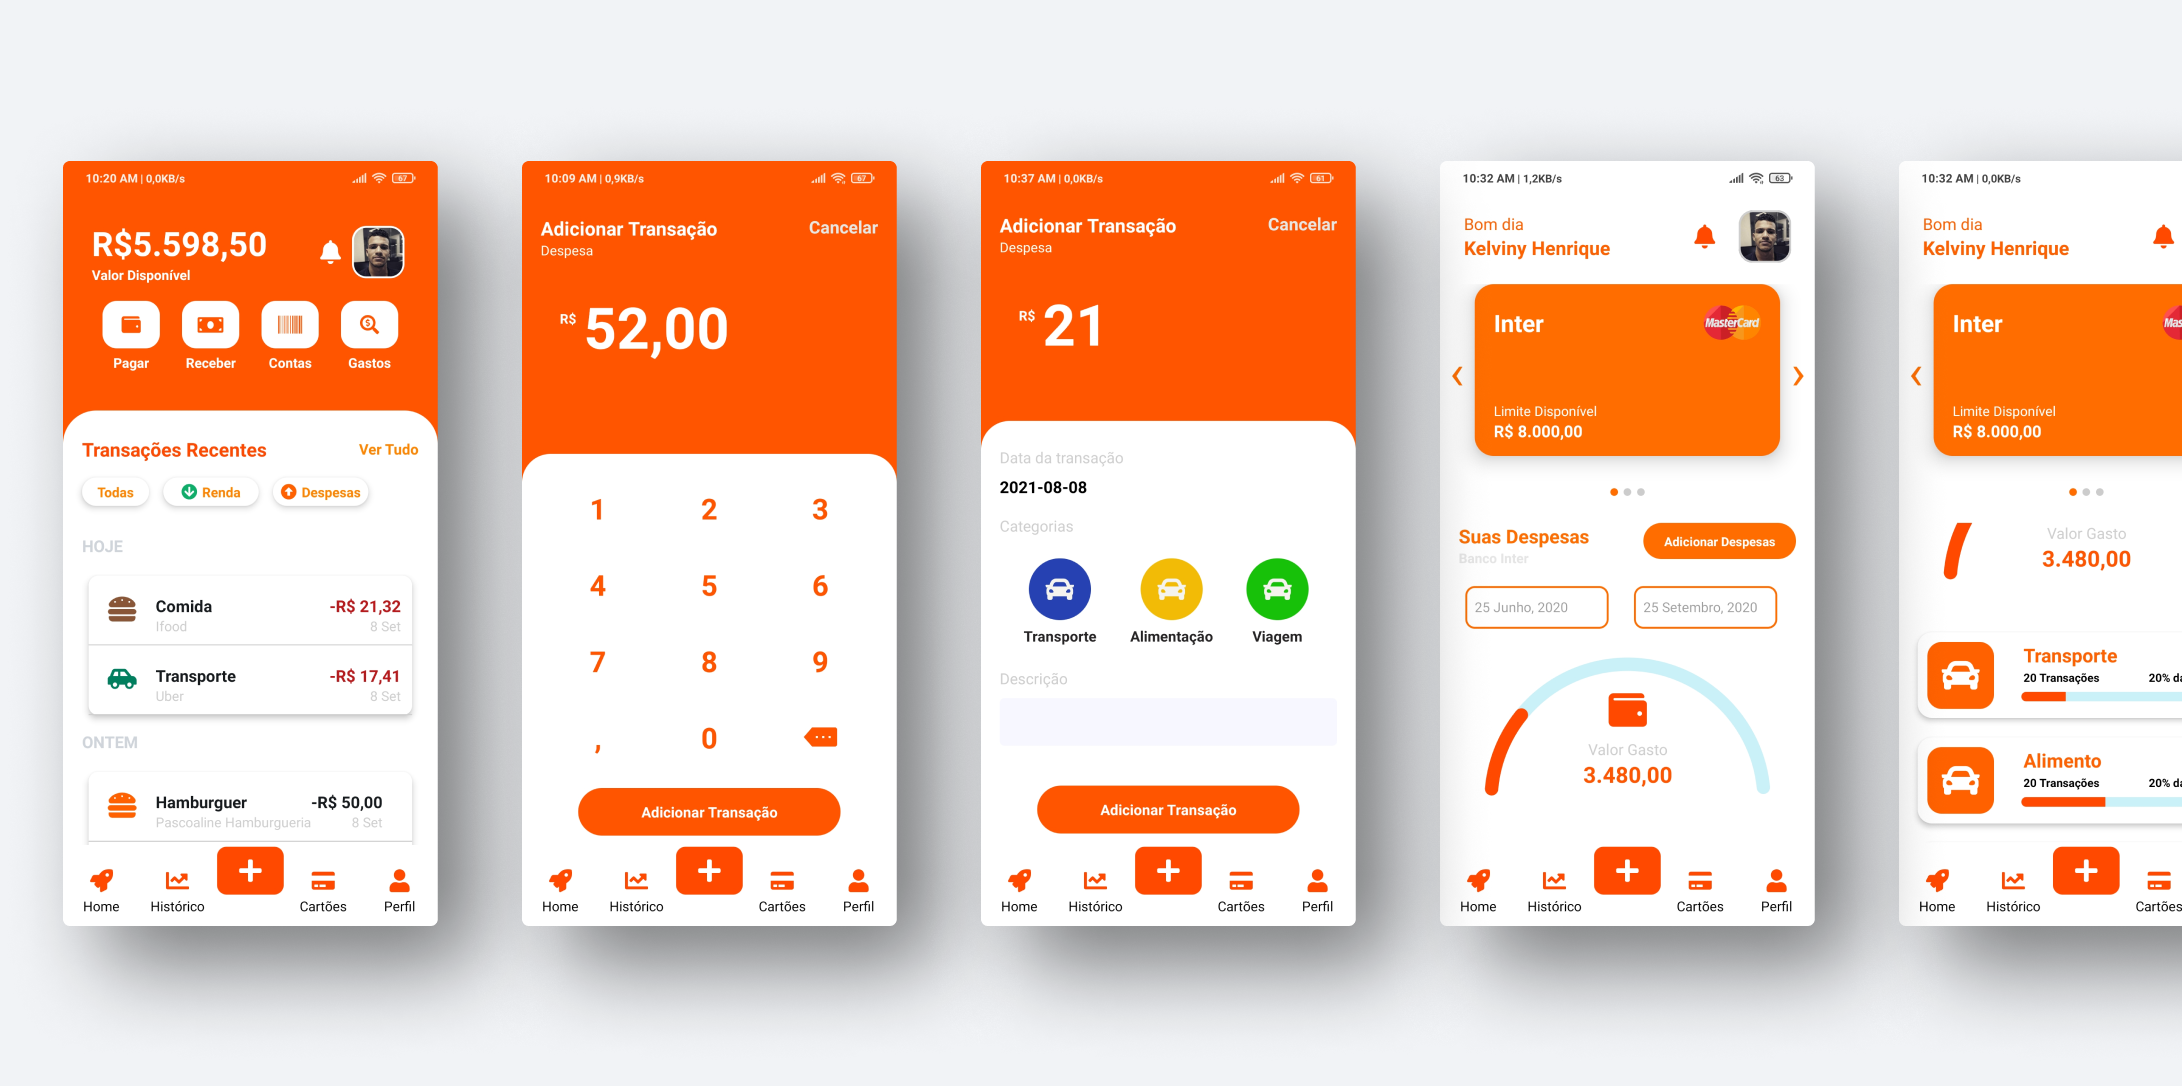 10:20 AM | 0,0KB/s
67
R$5.598,50
Valor Disponível
Pagar
Receber
Contas
Gastos
Transações Recentes
Ver Tudo
Todas
Renda
Despesas
HOJE
Comida
-R$ 21,32
Ifood
8 Set
Transporte
-R$ 17,41
Uber
8 Set
ONTEM
Hamburguer
-R$ 50,00
Pascoaline Hamburgueria
8 Set
Home
Histórico
Cartões
Perfil
10:09 AM | 0,9KB/s
67
Adicionar Transação
Cancelar
Despesa
R$ 52,00
1 2 3
4 5 6
7 8 9
, 0
Adicionar Transação
Home
Histórico
Cartões
Perfil
10:37 AM | 0,0KB/s
61
Adicionar Transação
Cancelar
Despesa
R$ 21
Data da transação
2021-08-08
Categorias
Transporte
Alimentação
Viagem
Descrição
Adicionar Transação
Home
Histórico
Cartões
Perfil
10:32 AM | 1,2KB/s
63
Bom dia
Kelviny Henrique
Inter
MasterCard
Limite Disponível
R$ 8.000,00
Suas Despesas
Adicionar Despesas
Banco Inter
25 Junho, 2020
25 Setembro, 2020
Valor Gasto
3.480,00
Home
Histórico
Cartões
Perfil
10:32 AM | 0,0KB/s
Bom dia
Kelviny Henrique
Inter
Mas
Limite Disponível
R$ 8.000,00
Valor Gasto
3.480,00
Transporte
20 Transações
20% da
Alimento
20 Transações
20% da
Home
Histórico
Cartões